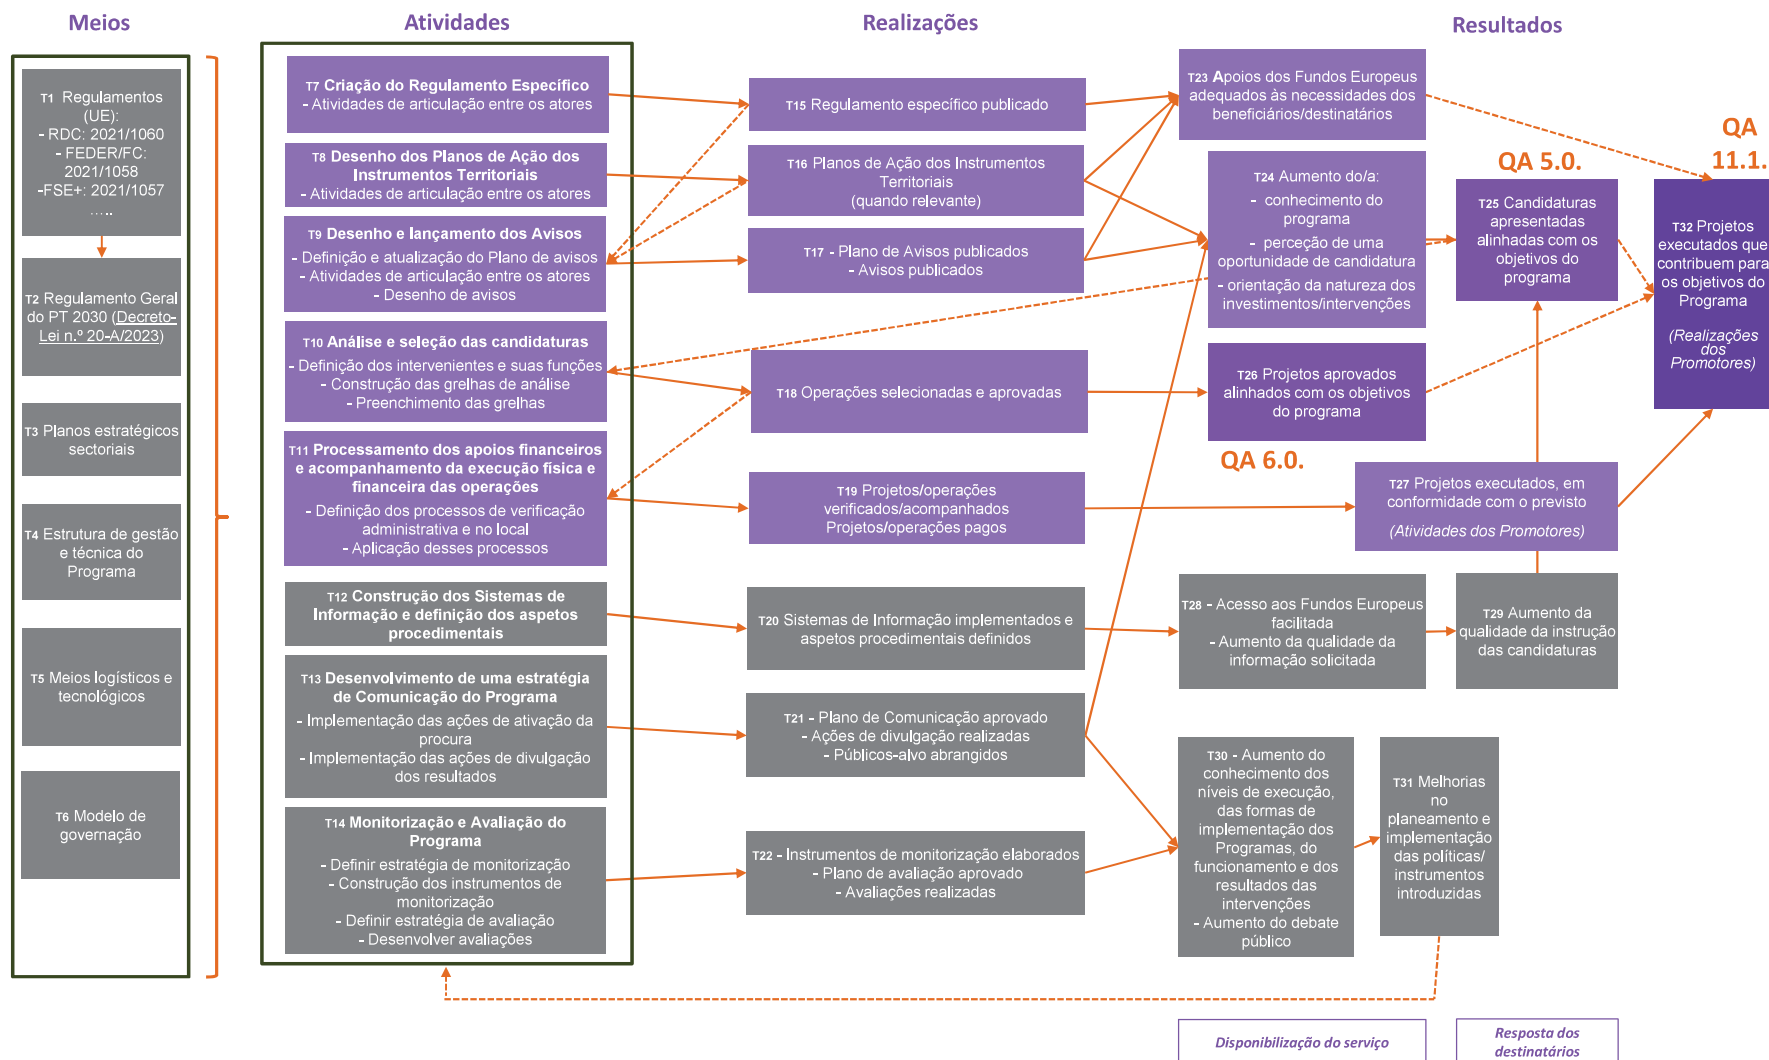 Meios
Atividades
Realizações
Resultados
T1 Regulamentos
(UE):
- RDC: 2021/1060
- FEDER/FC:
2021/1058
-FSE+: 2021/1057
.....
T2 Regulamento Geral
do PT 2030 (Decreto-
Lei n.º 20-A/2023)
T3 Planos estratégicos
sectoriais
T4 Estrutura de gestão
e técnica do
Programa
T5 Meios logísticos e
tecnológicos
T6 Modelo de
governação
T7 Criação do Regulamento Específico
- Atividades de articulação entre os atores
T8 Desenho dos Planos de Ação dos
Instrumentos Territoriais
- Atividades de articulação entre os atores
T9 Desenho e lançamento dos Avisos
- Definição e atualização do Plano de avisos
- Atividades de articulação entre os atores
- Desenho de avisos
T10 Análise e seleção das candidaturas
- Definição dos intervenientes e suas funções
- Construção das grelhas de análise
- Preenchimento das grelhas
T11 Processamento dos apoios financeiros
e acompanhamento da execução física e
financeira das operações
- Definição dos processos de verificação
administrativa e no local
- Aplicação desses processos
T12 Construção dos Sistemas de
Informação e definição dos aspetos
procedimentais
T13 Desenvolvimento de uma estratégia
de Comunicação do Programa
- Implementação das ações de ativação da
procura
- Implementação das ações de divulgação
dos resultados
T14 Monitorização e Avaliação do
Programa
- Definir estratégia de monitorização
- Construção dos instrumentos de
monitorização
- Definir estratégia de avaliação
- Desenvolver avaliações
T15 Regulamento específico publicado
T16 Planos de Ação dos Instrumentos
Territoriais
(quando relevante)
T17 - Plano de Avisos publicados
- Avisos publicados
T18 Operações selecionadas e aprovadas
T19 Projetos/operações
verificados/acompanhados
Projetos/operações pagos
T20 Sistemas de Informação implementados e
aspetos procedimentais definidos
T21 - Plano de Comunicação aprovado
- Ações de divulgação realizadas
- Públicos-alvo abrangidos
T22 - Instrumentos de monitorização elaborados
- Plano de avaliação aprovado
- Avaliações realizadas
T23 Apoios dos Fundos Europeus
adequados às necessidades dos
beneficiários/destinatários
T24 Aumento do/a:
- conhecimento do
programa
- perceção de uma
oportunidade de candidatura
- orientação da natureza dos
investimentos/intervenções
QA 5.0.
T25 Candidaturas
apresentadas
alinhadas com os
objetivos do
programa
T26 Projetos aprovados
alinhados com os objetivos
do programa
QA 6.0.
T27 Projetos executados, em
conformidade com o previsto
(Atividades dos Promotores)
T28 - Acesso aos Fundos Europeus
facilitada
- Aumento da qualidade da
informação solicitada
T29 Aumento da
qualidade da instrução
das candidaturas
T30 - Aumento do
conhecimento dos
níveis de execução,
das formas de
implementação dos
Programas, do
funcionamento e dos
resultados das
intervenções
- Aumento do debate
público
T31 Melhorias
no
planeamento e
implementação
das políticas/
instrumentos
introduzidas
QA
11.1.
T32 Projetos
executados que
contribuem para
os objetivos do
Programa
(Realizações
dos
Promotores)
Disponibilização do serviço
Resposta dos
destinatários